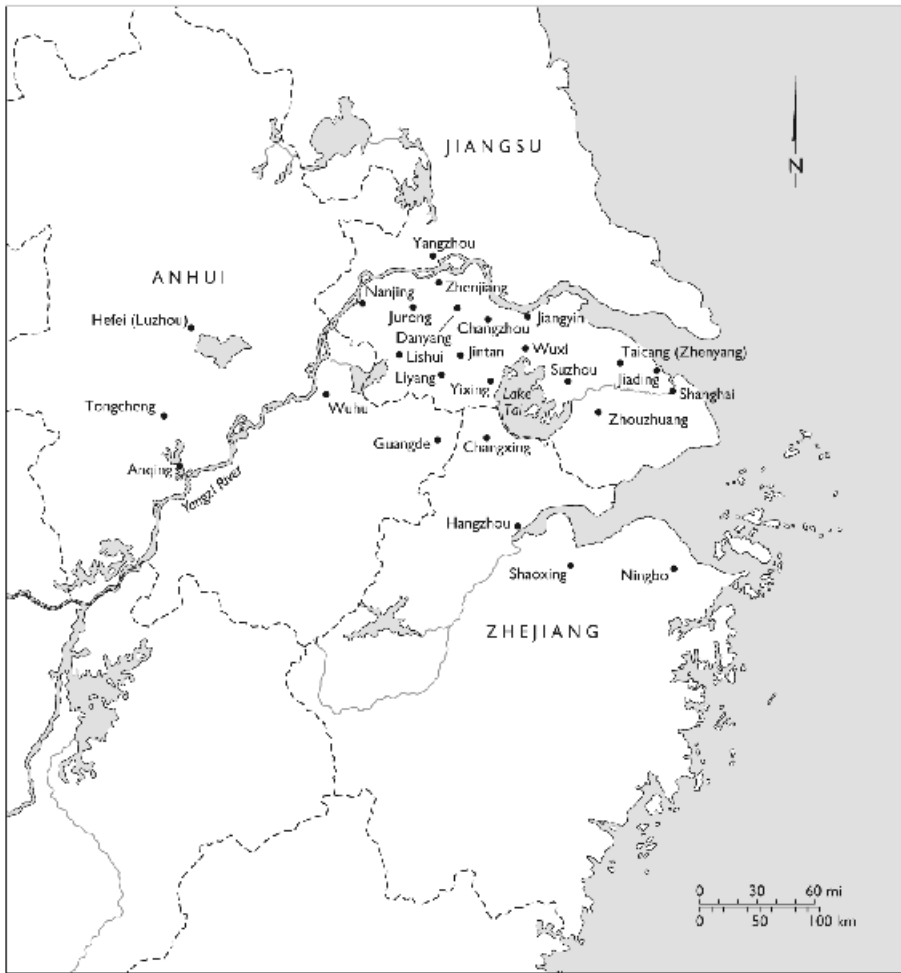 JIANGSU
N
Yangzhou
ANHUI
Zhenjiang
Nanjing
Jurong
Jiangyin
Hefei (Luzhou)
Changzhou
Danyang
Wuxi
Lishui
Jintan
Taicang (Zhenyang)
Liyang
Yixing
Suzhou
Jiading
Lake
Tai
Shanghai
Wuhu
Tongcheng
Zhouzhuang
Guangde
Changxing
Anqing
Yangzi River
Hangzhou
Shaoxing
Ningbo
ZHEJIANG
0 30 60 mi
0 50 100 km